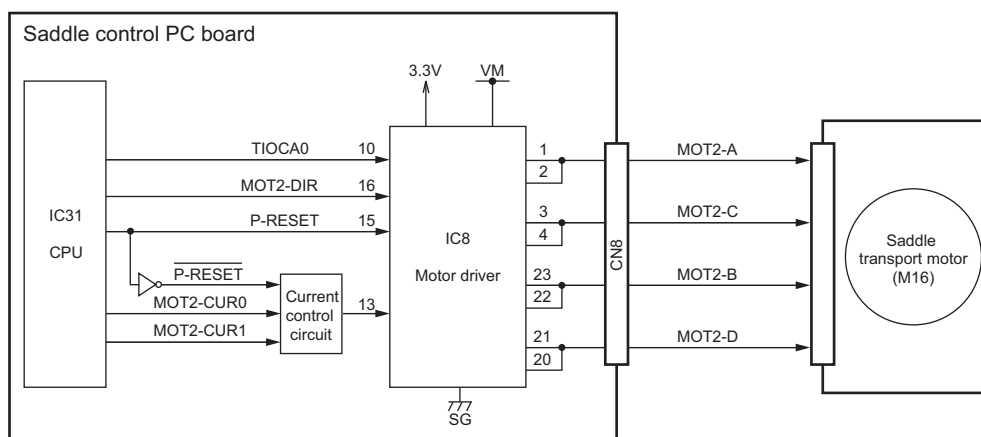 Saddle control PC board
3.3V
VM
TIOCA0
10
MOT2-DIR
16
P-RESET
15
IC31
CPU
P-RESET
MOT2-CUR0
MOT2-CUR1
Current
control
circuit
13
IC8
Motor driver
SG
1
2
3
4
23
22
21
20
CN8
MOT2-A
MOT2-C
MOT2-B
MOT2-D
Saddle
transport motor
(M16)